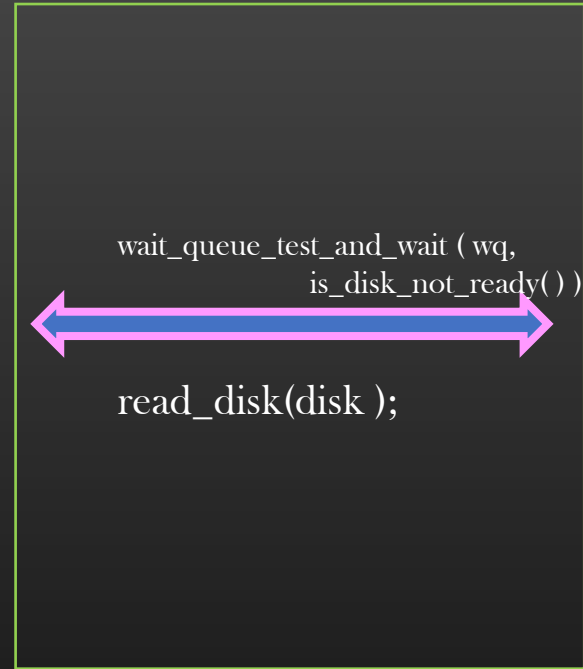 wait_queue_test_and_wait ( wq,
is_disk_not_ready( ) )
read_disk(disk );